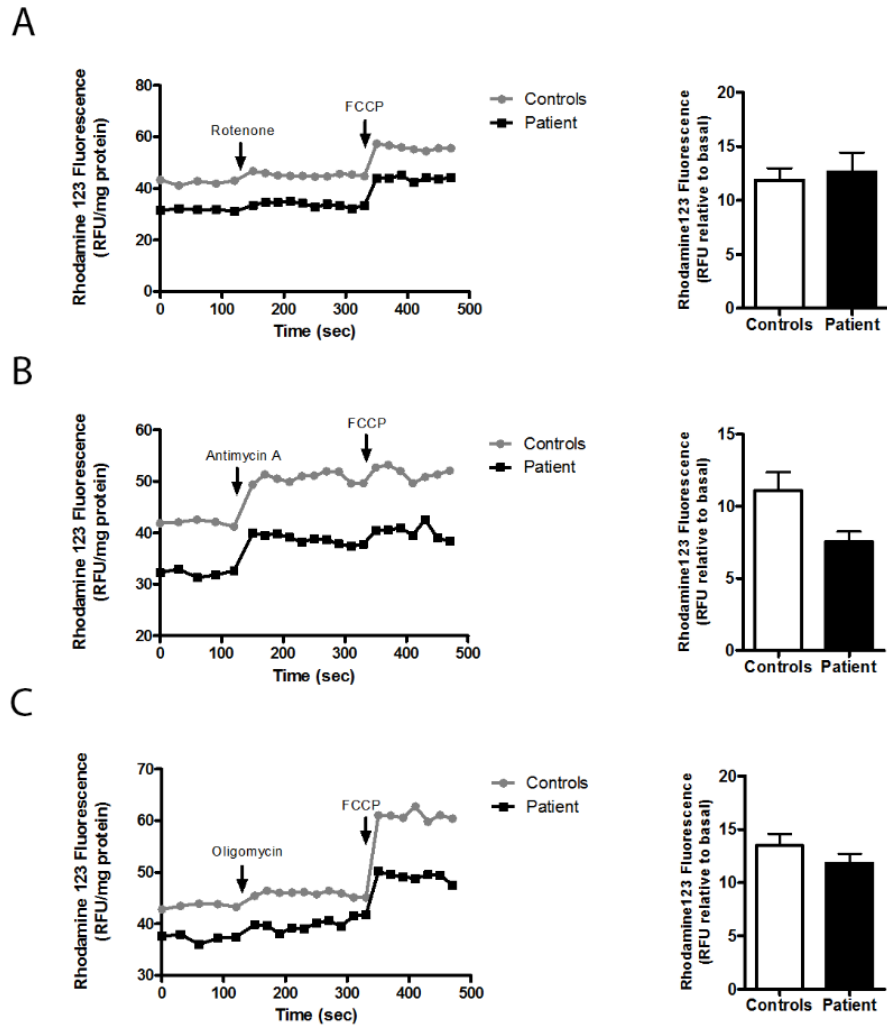 A
Rhodamine 123 Fluorescence
(RFU/mg protein)
80
60
40
20
0
Rotenone
FCCP
0 100 200 300 400 500
Time (sec)
Controls
Patient
Rhodamine123 Fluorescence
(RFU relative to basal)
20
15
10
5
0
Controls Patient
B
Rhodamine 123 Fluorescence
(RFU/mg protein)
60
50
40
30
20
Antimycin A
FCCP
0 100 200 300 400 500
Time (sec)
Controls
Patient
Rhodamine123 Fluorescence
(RFU relative to basal)
15
10
5
0
Controls Patient
C
Rhodamine 123 Fluorescence
(RFU/mg protein)
70
60
50
40
30
Oligomycin
FCCP
0 100 200 300 400 500
Time (sec)
Controls
Patient
Rhodamine123 Fluorescence
(RFU relative to basal)
20
15
10
5
0
Controls Patient